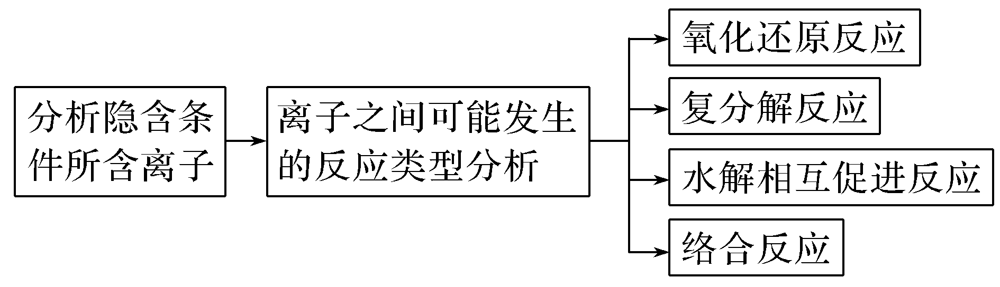 分析隐含条
件所含离子
离子之间可能发生
的反应类型分析
氧化还原反应
复分解反应
水解相互促进反应
络合反应